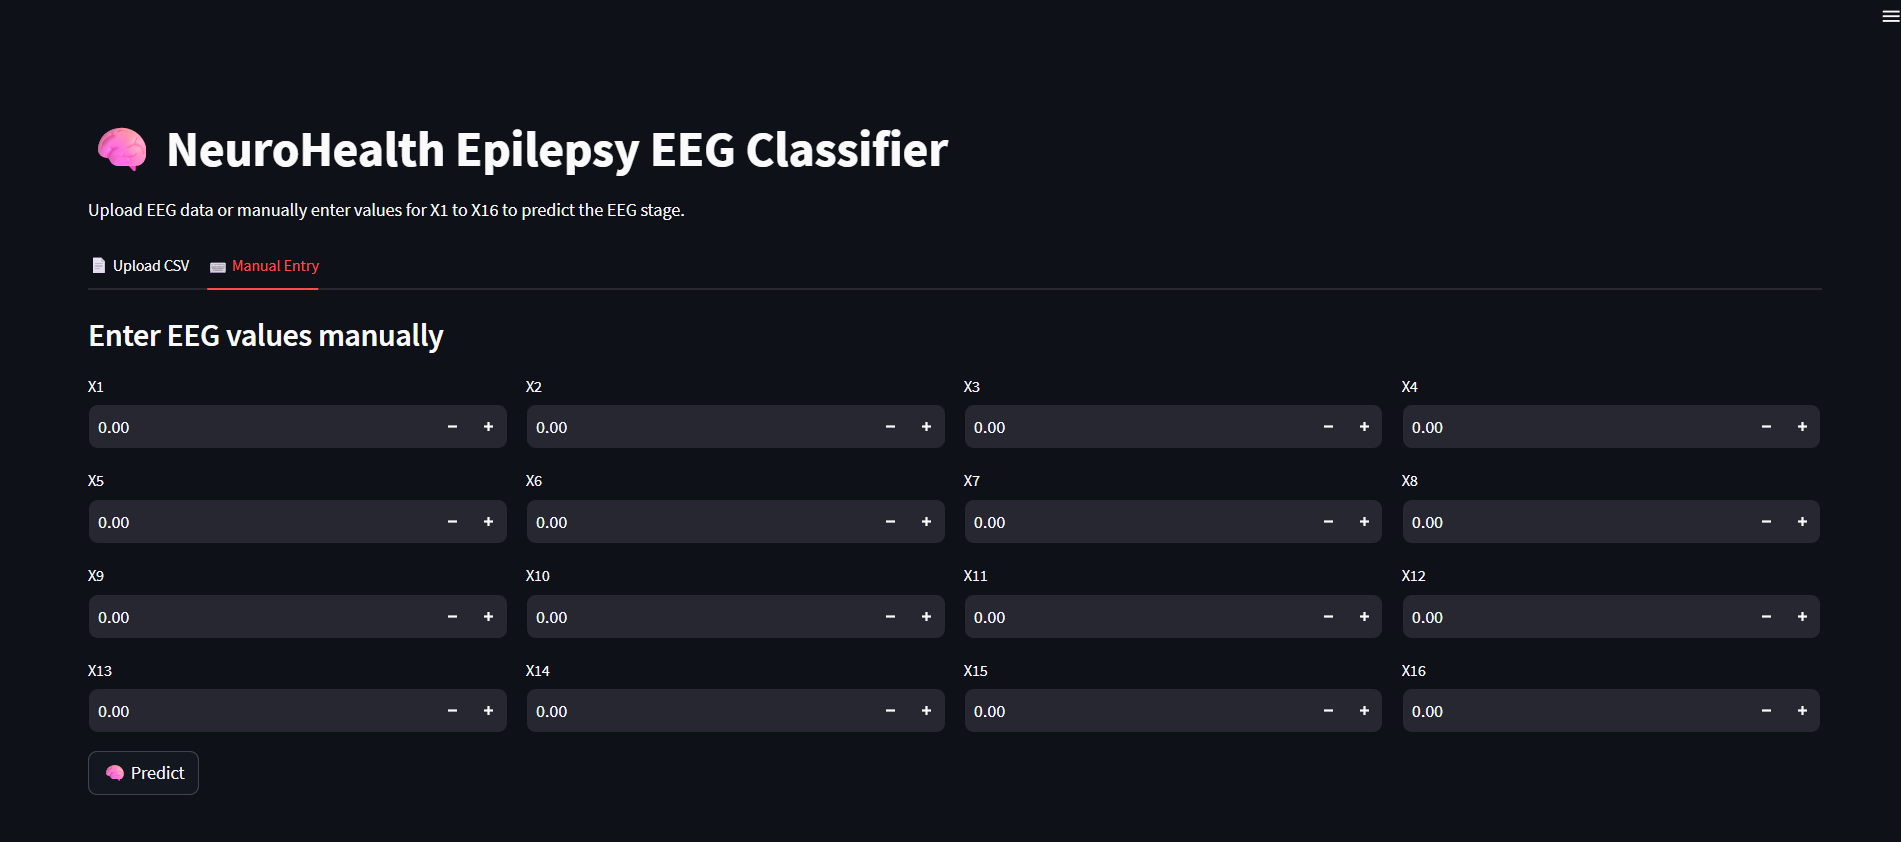 NeuroHealth Epilepsy EEG Classifier
Upload EEG data or manually enter values for X1 to X16 to predict the EEG stage.
Upload CSV Manual Entry
Enter EEG values manually
X1 X2 X3 X4
0.00 − + 0.00 − + 0.00 − + 0.00 − +
X5 X6 X7 X8
0.00 − + 0.00 − + 0.00 − + 0.00 − +
X9 X10 X11 X12
0.00 − + 0.00 − + 0.00 − + 0.00 − +
X13 X14 X15 X16
0.00 − + 0.00 − + 0.00 − + 0.00 − +
Predict